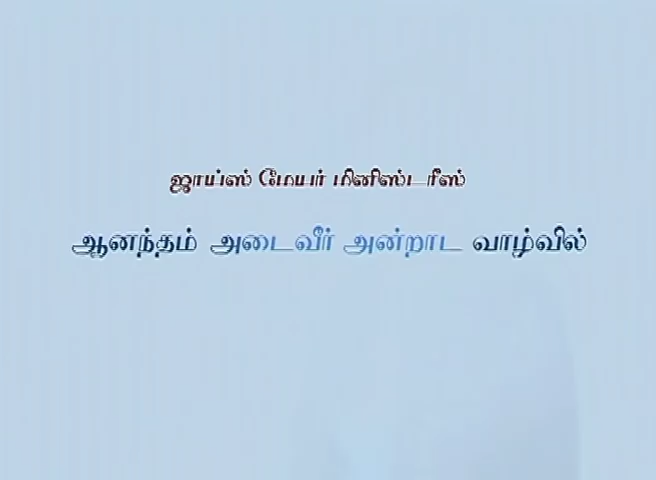 ஜாய்ஸ் மேயர் மினிஸ்டரீஸ்
ஆனந்தம் அடைவீர் அன்றாட வாழ்வில்